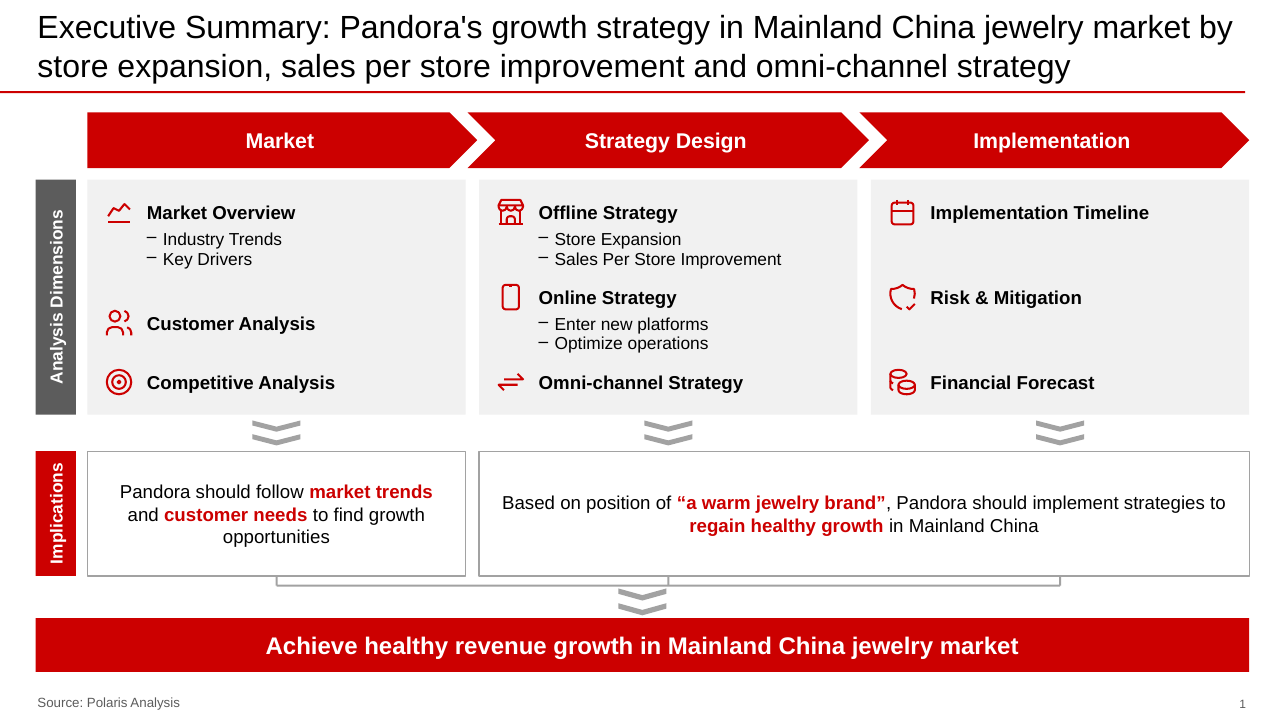 Executive Summary: Pandora's growth strategy in Mainland China jewelry market by
store expansion, sales per store improvement and omni-channel strategy
Market
Strategy Design
Implementation
Analysis Dimensions
Market Overview
– Industry Trends
– Key Drivers
Customer Analysis
Competitive Analysis
Offline Strategy
– Store Expansion
– Sales Per Store Improvement
Online Strategy
– Enter new platforms
– Optimize operations
Omni-channel Strategy
Implementation Timeline
Risk & Mitigation
Financial Forecast
Implications
Pandora should follow market trends
and customer needs to find growth
opportunities
Based on position of “a warm jewelry brand”, Pandora should implement strategies to
regain healthy growth in Mainland China
Achieve healthy revenue growth in Mainland China jewelry market
Source: Polaris Analysis
1